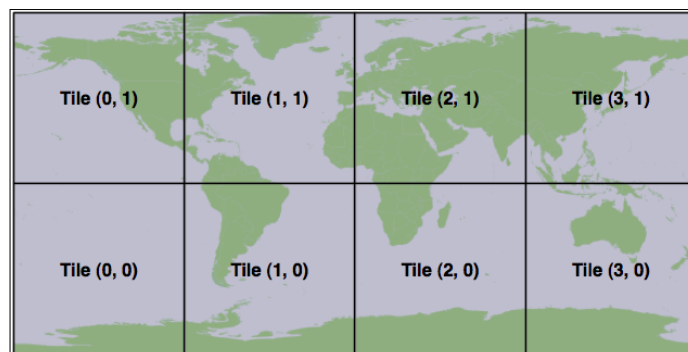 Tile (0, 1) Tile (1, 1) Tile (2, 1) Tile (3, 1)
Tile (0, 0) Tile (1, 0) Tile (2, 0) Tile (3, 0)